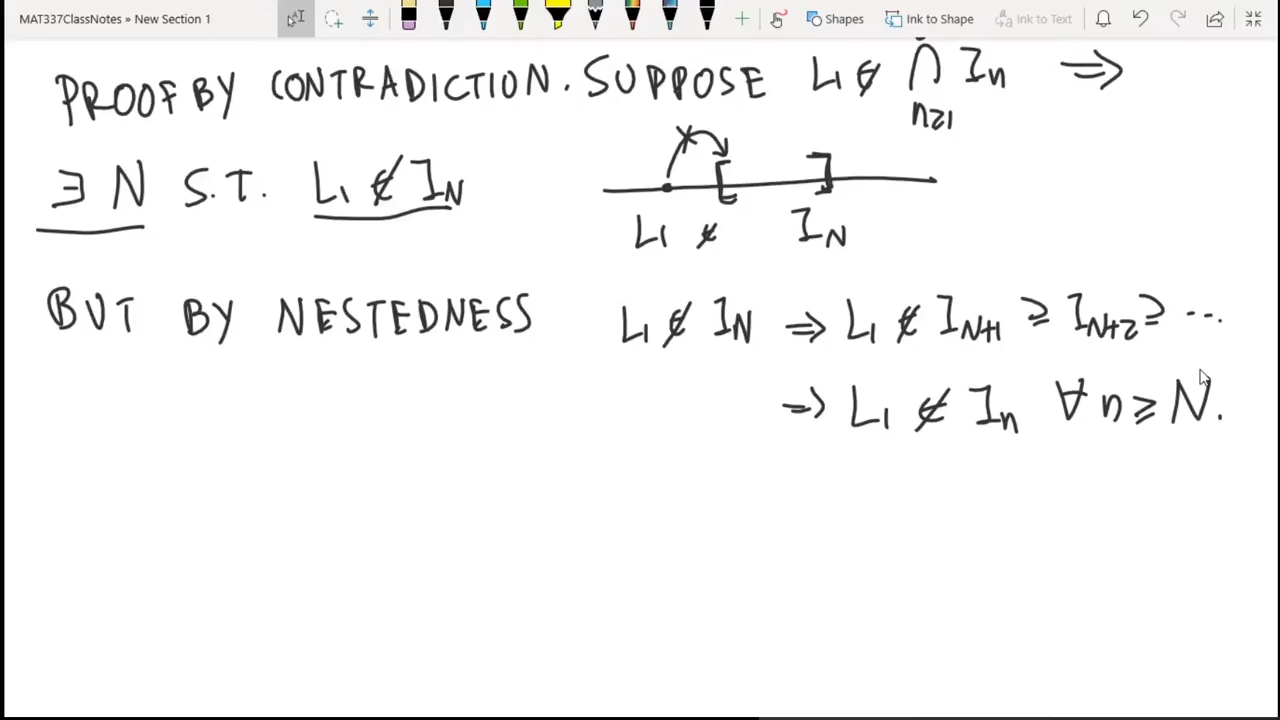 MAT337ClassNotes » New Section 1
Shapes
Ink to Shape
Ink to Text
PROOF BY CONTRADICTION. SUPPOSE L₁ ∉ ⋂ Iₙ ⇒
n≥1
∃ N S.T. L₁ ∉ I_N
[ ]
L₁ ∉ I_N
BUT BY NESTEDNESS L₁ ∉ I_N ⇒ L₁ ∉ I_{N+1} ⊇ I_{N+2} ⊇ ...
⇒ L₁ ∉ Iₙ ∀ n ≥ N.